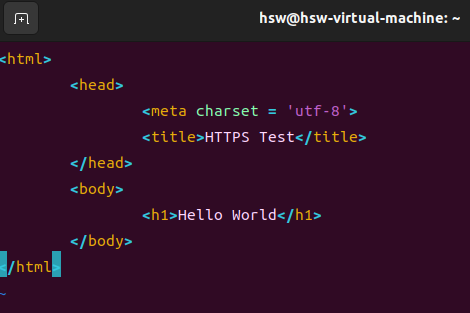 hsw@hsw-virtual-machine: ~
<html>
<head>
<meta charset = 'utf-8'>
<title>HTTPS Test</title>
</head>
<body>
<h1>Hello World</h1>
</body>
</html>
~